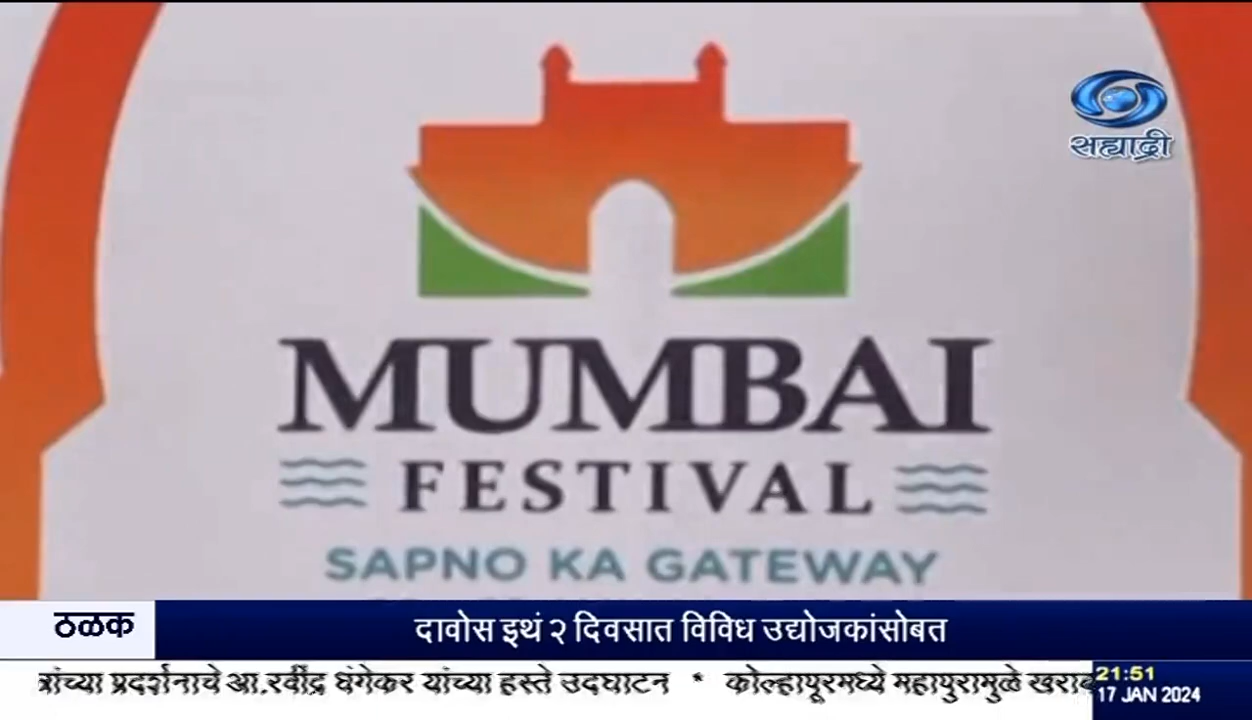 सह्याद्री
MUMBAI
FESTIVAL
SAPNO KA GATEWAY
ठळक
दावोस इथं २ दिवसात विविध उद्योजकांसोबत
प्रदर्शनाचे आ.रवींद्र धंगेकर यांच्या हस्ते उदघाटन * कोल्हापूरमध्ये महापुरामुळे
21:51
17 JAN 2024